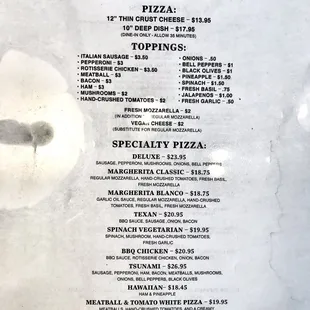 PIZZA:
12" THIN CRUST CHEESE - $13.95
10" DEEP DISH - $17.95
(DINE-IN ONLY - ALLOW 35 MINUTES)
TOPPINGS:
• ITALIAN SAUSAGE - $3.50
• PEPPERONI - $3
• ROTISSERIE CHICKEN - $3.50
• MEATBALL - $3
• BACON - $3
• HAM - $3
• MUSHROOMS - $2
• HAND-CRUSHED TOMATOES - $2
• ONIONS - .50
• BELL PEPPERS - $1
• BLACK OLIVES - $1
• PINEAPPLE - $1.50
• SPINACH - $1.50
• FRESH BASIL - .75
• JALAPENOS - $1.00
• FRESH GARLIC - .50
FRESH MOZZARELLA - $2
(IN ADDITION REGULAR MOZZARELLA)
VEGAN CHEESE - $2
(SUBSTITUTE FOR REGULAR MOZZARELLA)
SPECIALTY PIZZA:
DELUXE - $23.95
SAUSAGE, PEPPERONI, MUSHROOMS, ONIONS, BELL PEPPERS
MARGHERITA CLASSIC - $18.75
REGULAR MOZZARELLA, HAND-CRUSHED TOMATOES, FRESH BASIL,
FRESH MOZZARELLA
MARGHERITA BLANCO - $18.75
GARLIC OIL SAUCE, REGULAR MOZZARELLA, HAND-CRUSHED
TOMATOES, FRESH BASIL, FRESH MOZZARELLA
TEXAN - $20.95
BBQ SAUCE, SAUSAGE, ONION, BACON
SPINACH VEGETARIAN - $19.95
SPINACH, MUSHROOM, HAND-CRUSHED TOMATOES,
FRESH GARLIC
BBQ CHICKEN - $20.95
BBQ SAUCE, ROTISSERIE CHICKEN, ONION, BACON
TSUNAMI - $26.95
SAUSAGE, PEPPERONI, HAM, BACON, MEATBALLS, MUSHROOMS,
ONIONS, BELL PEPPERS, BLACK OLIVES
HAWAIIAN - $18.45
HAM & PINEAPPLE
MEATBALL & TOMATO WHITE PIZZA - $19.95
MEATBALLS, HAND-CRUSHED TOMATOES, AND A CREAMY